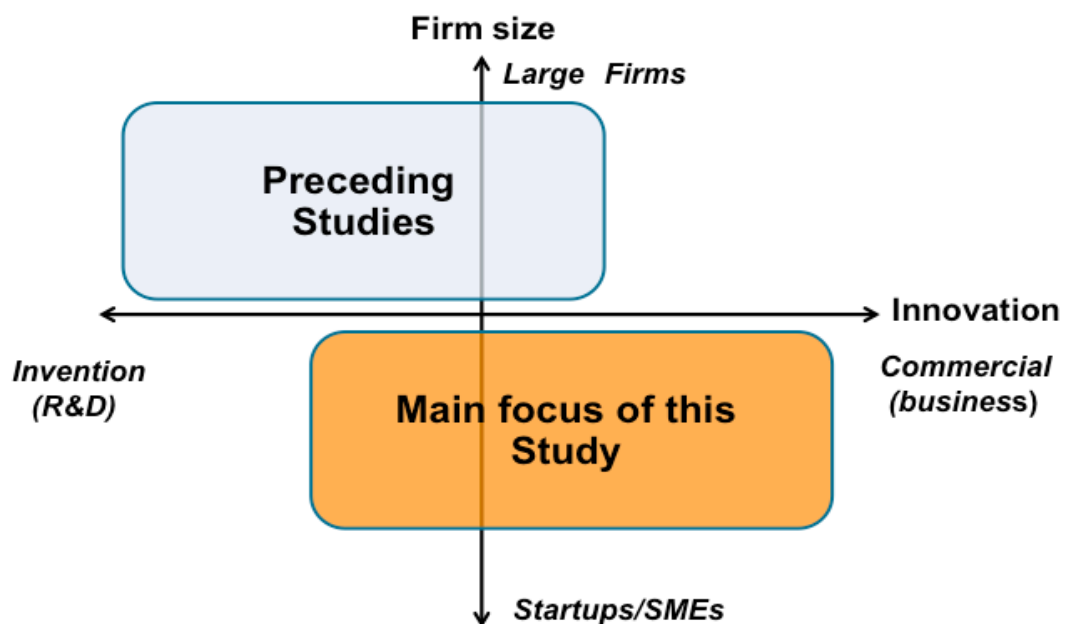 Firm size
Large Firms
Preceding
Studies
Innovation
Invention
(R&D)
Commercial
(business)
Main focus of this
Study
Startups/SMEs